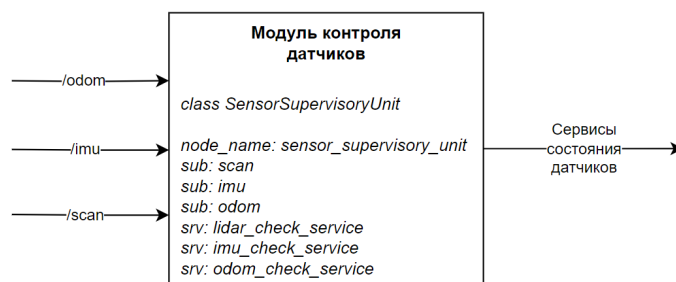 Модуль контроля
датчиков
/odom
class SensorSupervisoryUnit
/imu
node_name: sensor_supervisory_unit
sub: scan
sub: imu
/scan
sub: odom
srv: lidar_check_service
srv: imu_check_service
srv: odom_check_service
Сервисы
состояния
датчиков